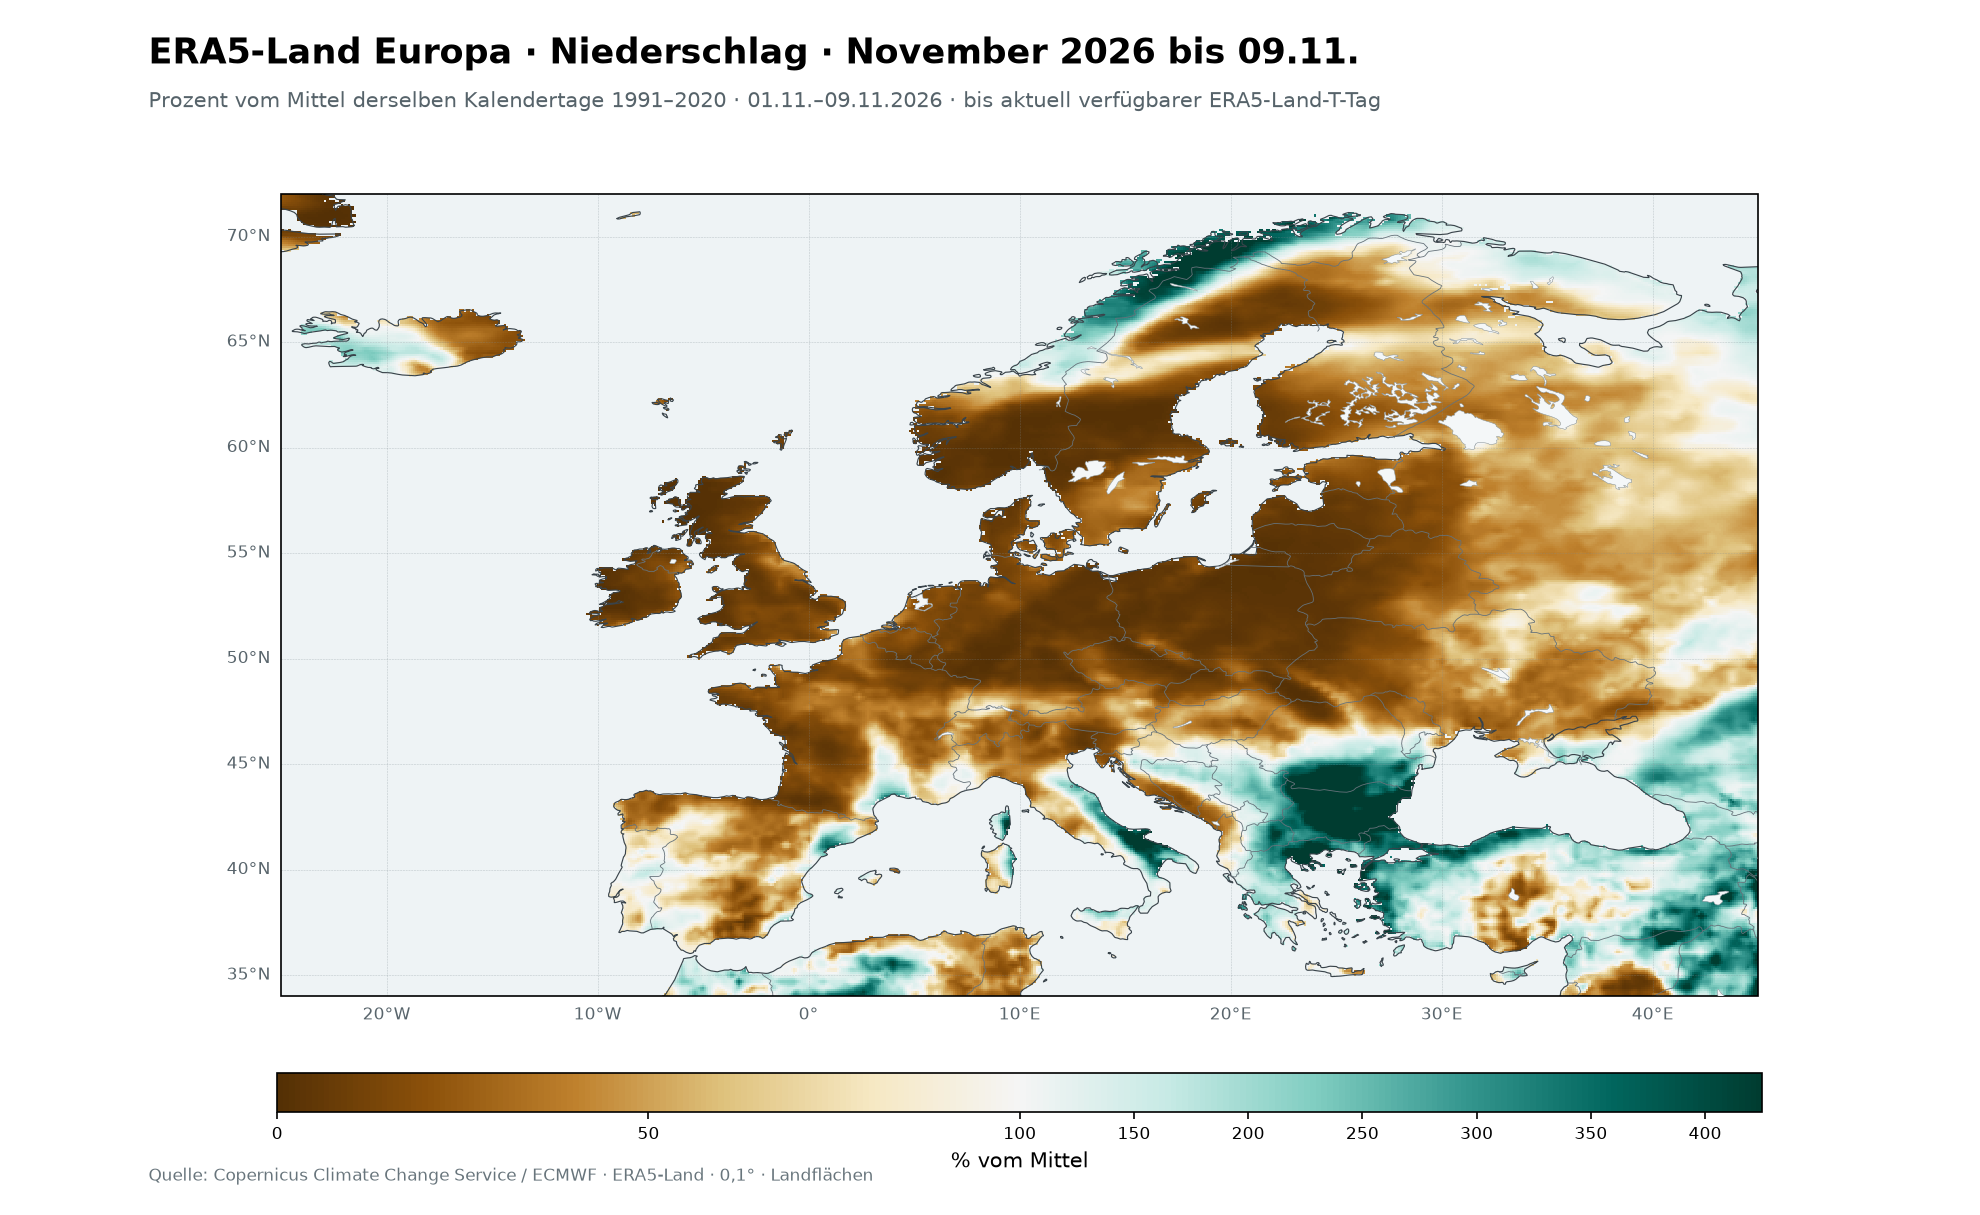 ERA5-Land Europa · Niederschlag · November 2026 bis 09.11.
Prozent vom Mittel derselben Kalendertage 1991–2020 · 01.11.–09.11.2026 · bis aktuell verfügbarer ERA5-Land-T-Tag
70°N
65°N
60°N
55°N
50°N
45°N
40°N
35°N
20°W 10°W 0° 10°E 20°E 30°E 40°E
0 50 100 150 200 250 300 350 400
% vom Mittel
Quelle: Copernicus Climate Change Service / ECMWF · ERA5-Land · 0,1° · Landflächen